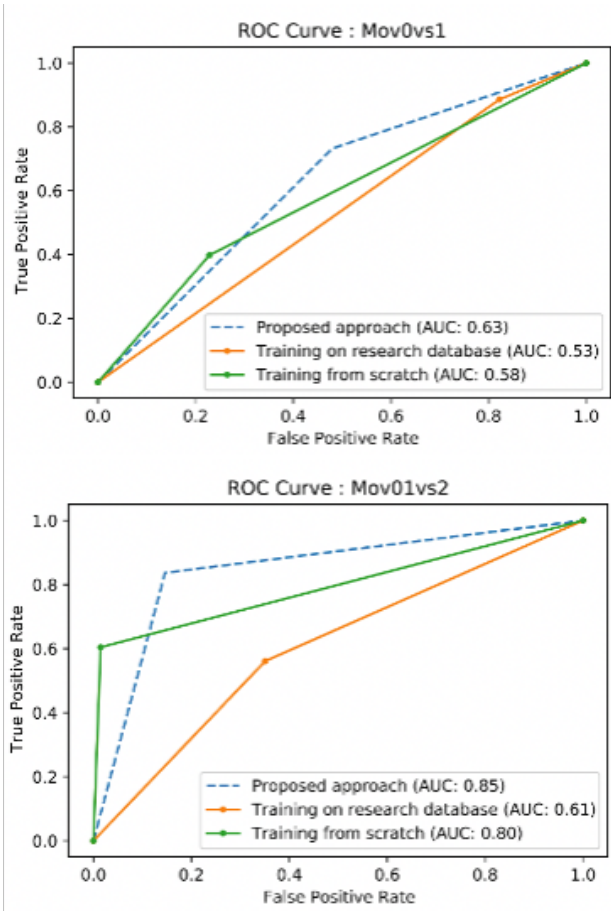 ROC Curve : Mov0vs1
True Positive Rate
1.0
0.8
0.6
0.4
0.2
0.0
Proposed approach (AUC: 0.63)
Training on research database (AUC: 0.53)
Training from scratch (AUC: 0.58)
0.0 0.2 0.4 0.6 0.8 1.0
False Positive Rate
ROC Curve : Mov01vs2
True Positive Rate
1.0
0.8
0.6
0.4
0.2
0.0
Proposed approach (AUC: 0.85)
Training on research database (AUC: 0.61)
Training from scratch (AUC: 0.80)
0.0 0.2 0.4 0.6 0.8 1.0
False Positive Rate